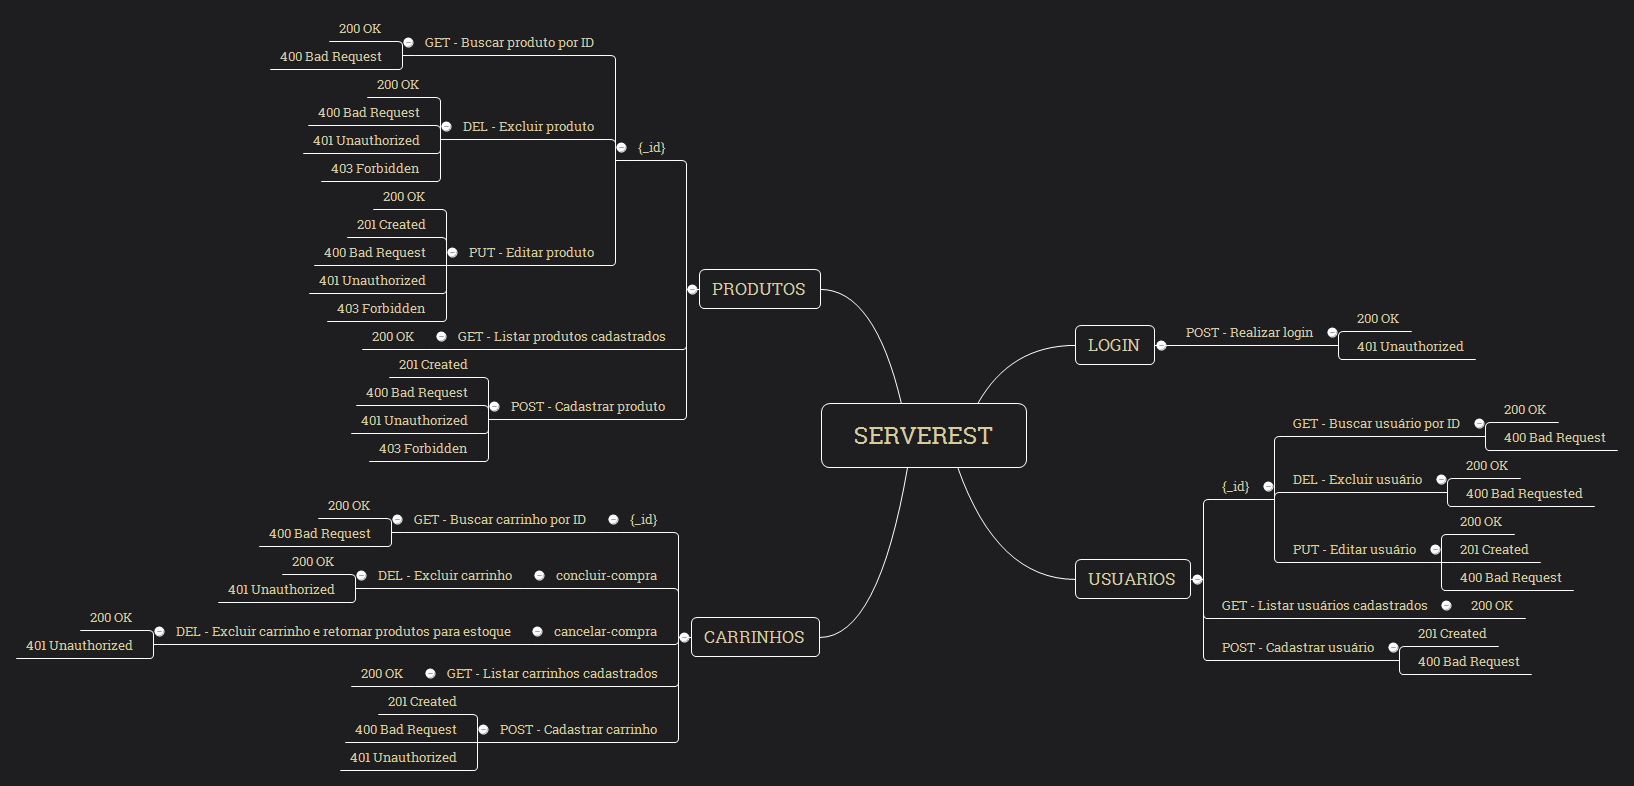 SERVEREST
PRODUTOS
{_id}
GET - Buscar produto por ID
200 OK
400 Bad Request
DEL - Excluir produto
200 OK
400 Bad Request
401 Unauthorized
403 Forbidden
PUT - Editar produto
200 OK
201 Created
400 Bad Request
401 Unauthorized
403 Forbidden
GET - Listar produtos cadastrados
200 OK
POST - Cadastrar produto
201 Created
400 Bad Request
401 Unauthorized
403 Forbidden
CARRINHOS
{_id}
GET - Buscar carrinho por ID
200 OK
400 Bad Request
concluir-compra
DEL - Excluir carrinho
200 OK
401 Unauthorized
cancelar-compra
DEL - Excluir carrinho e retornar produtos para estoque
200 OK
401 Unauthorized
GET - Listar carrinhos cadastrados
200 OK
POST - Cadastrar carrinho
201 Created
400 Bad Request
401 Unauthorized
LOGIN
POST - Realizar login
200 OK
401 Unauthorized
USUARIOS
{_id}
GET - Buscar usuário por ID
200 OK
400 Bad Request
DEL - Excluir usuário
200 OK
400 Bad Requested
PUT - Editar usuário
200 OK
201 Created
400 Bad Request
GET - Listar usuários cadastrados
200 OK
POST - Cadastrar usuário
201 Created
400 Bad Request